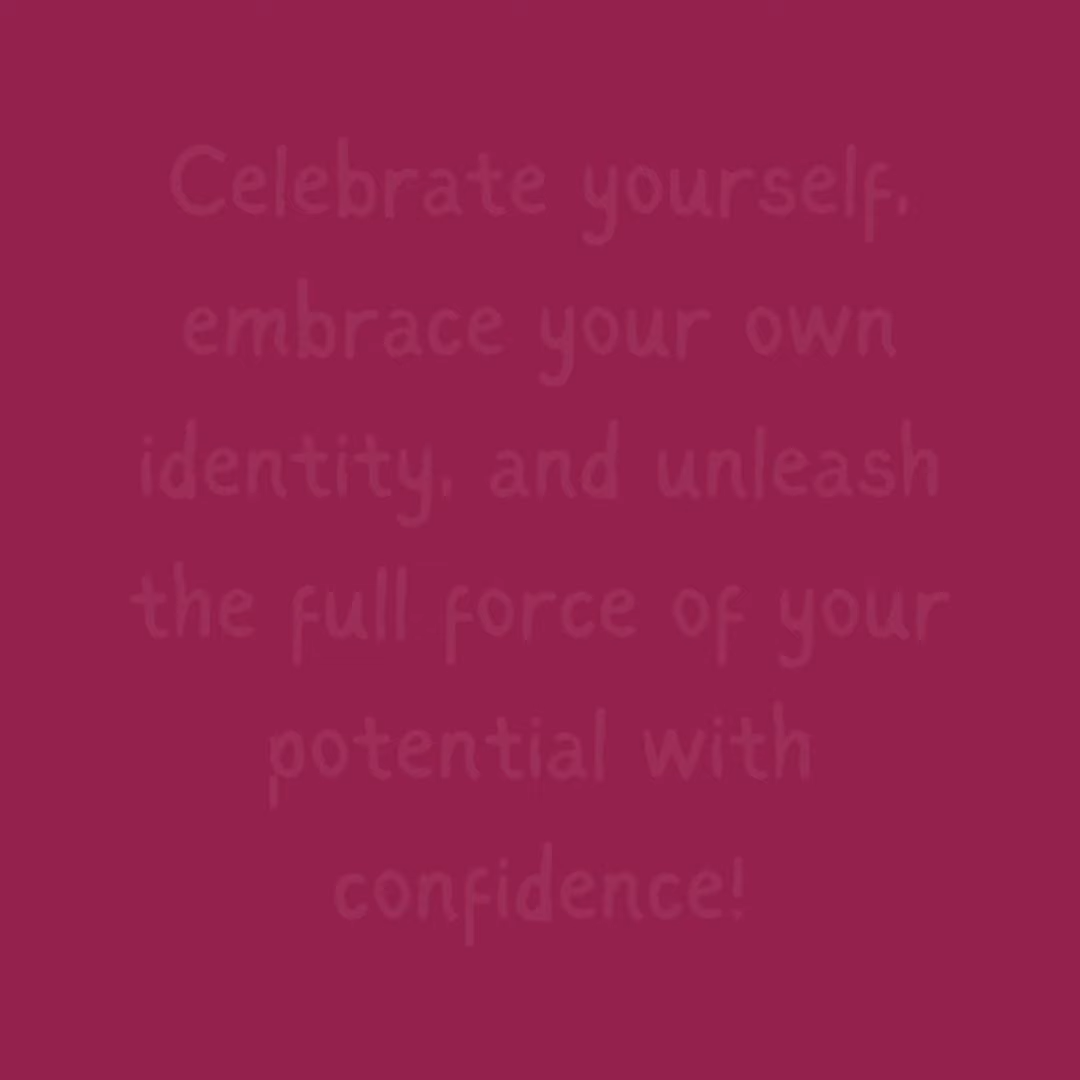 Celebrate yourself,
embrace your own
identity, and unleash
the full force of your
potential with
confidence!